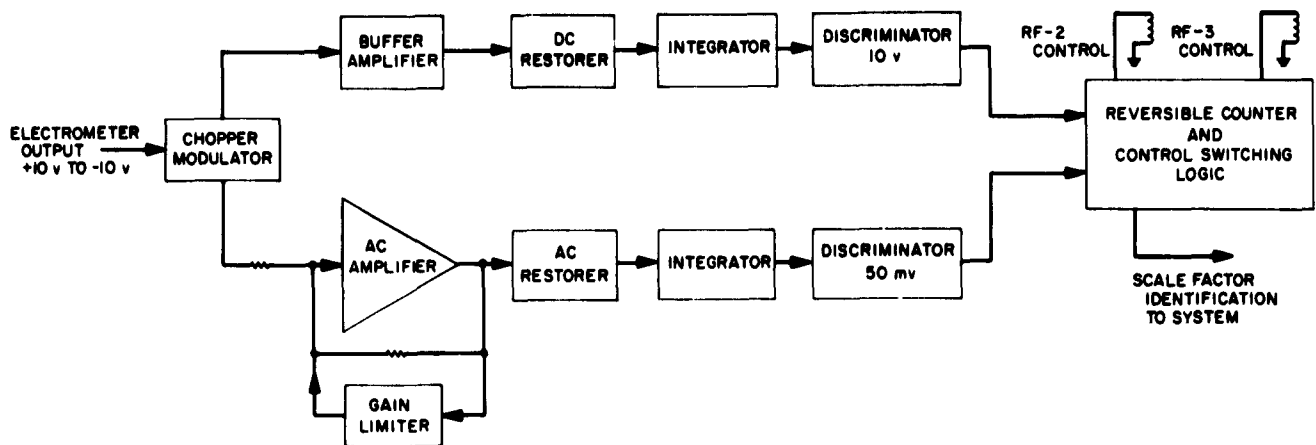 BUFFER
AMPLIFIER
DC
RESTORER
INTEGRATOR
DISCRIMINATOR
10 v
RF-2
CONTROL
RF-3
CONTROL
ELECTROMETER
OUTPUT
+10 v TO -10 v
CHOPPER
MODULATOR
REVERSIBLE COUNTER
AND
CONTROL SWITCHING
LOGIC
AC
AMPLIFIER
AC
RESTORER
INTEGRATOR
DISCRIMINATOR
50 mv
SCALE FACTOR
IDENTIFICATION
TO SYSTEM
GAIN
LIMITER